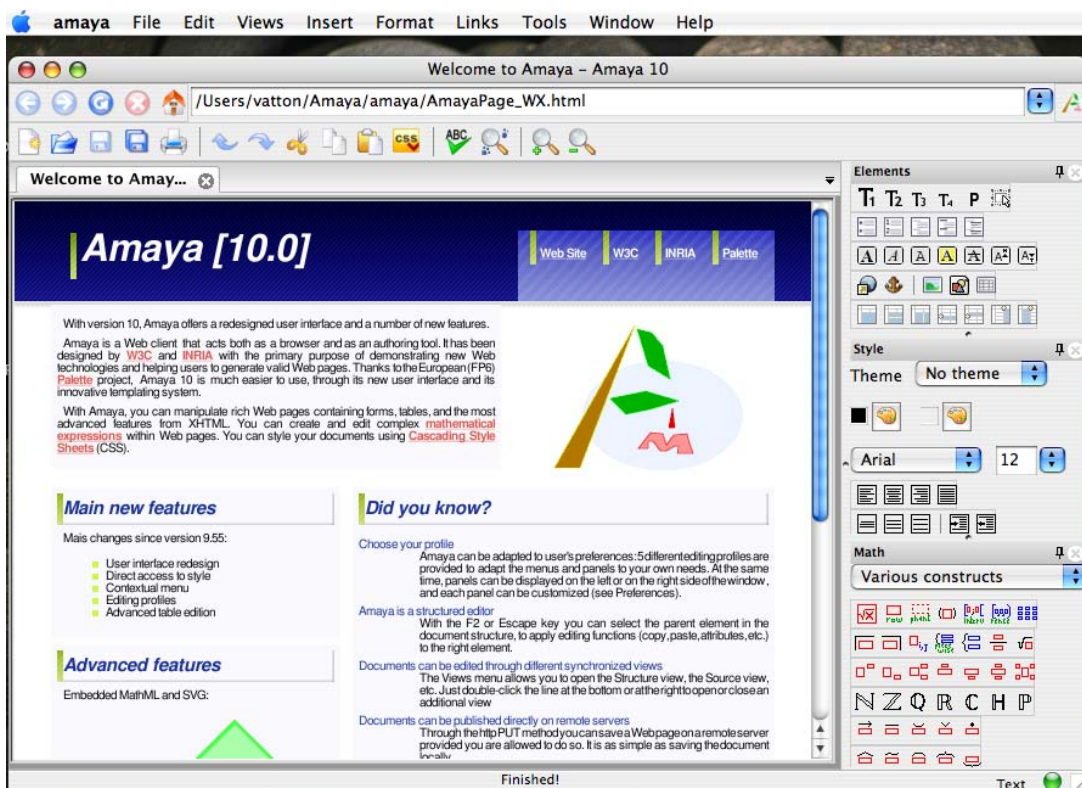 amaya File Edit Views Insert Format Links Tools Window Help
Welcome to Amaya – Amaya 10
/Users/vatton/Amaya/amaya/AmayaPage_WX.html
CSS
ABC
Welcome to Amay...
Amaya [10.0]
Web Site W3C INRIA Palette
With version 10, Amaya offers a redesigned user interface and a number of new features.
Amaya is a Web client that acts both as a browser and as an authoring tool. It has been
designed by W3C and INRIA with the primary purpose of demonstrating new Web
technologies and helping users to generate valid Web pages. Thanks to the European (FP6)
Palette project, Amaya 10 is much easier to use, through its new user interface and its
innovative templating system.
With Amaya, you can manipulate rich Web pages containing forms, tables, and the most
advanced features from XHTML. You can create and edit complex mathematical
expressions within Web pages. You can style your documents using Cascading Style
Sheets (CSS).
Main new features
Mais changes since version 9.55:
User interface redesign
Direct access to style
Contextual menu
Editing profiles
Advanced table edition
Advanced features
Embedded MathML and SVG:
Did you know?
Choose your profile
Amaya can be adapted to user's preferences: 5 different editing profiles are
provided to adapt the menus and panels to your own needs. At the same
time, panels can be displayed on the left or on the right side of the window,
and each panel can be customized (see Preferences).
Amaya is a structured editor
With the F2 or Escape key you can select the parent element in the
document structure, to apply editing functions (copy, paste, attributes, etc.)
to the right element.
Documents can be edited through different synchronized views
The Views menu allows you to open the Structure view, the Source view,
etc. Just double-click the line at the bottom or at the right to open or close an
additional view
Documents can be published directly on remote servers
Through the http PUT method you can save a Web page on a remote server
provided you are allowed to do so. It is as simple as saving the document
locally
Elements
T1 T2 T3 T4 P
Style
Theme No theme
Arial 12
Math
Various constructs
row
ℕ ℤ Q ℝ ℂ H ℙ
Finished!
Text